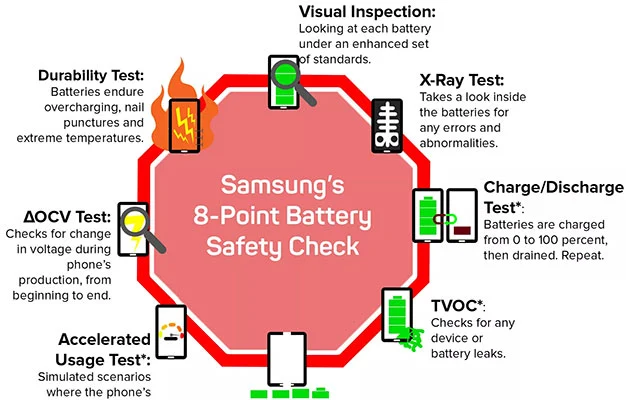 Visual Inspection:
Looking at each battery
under an enhanced set
of standards.
X-Ray Test:
Takes a look inside
the batteries for
any errors and
abnormalities.
Charge/Discharge
Test*:
Batteries are charged
from 0 to 100 percent,
then drained. Repeat.
TVOC*:
Checks for any
device or
battery leaks.
Accelerated
Usage Test*:
Simulated scenarios
where the phone's
ΔOCV Test:
Checks for change
in voltage during
phone's
production, from
beginning to end.
Durability Test:
Batteries endure
overcharging, nail
punctures and
extreme temperatures.
Samsung's
8-Point Battery
Safety Check